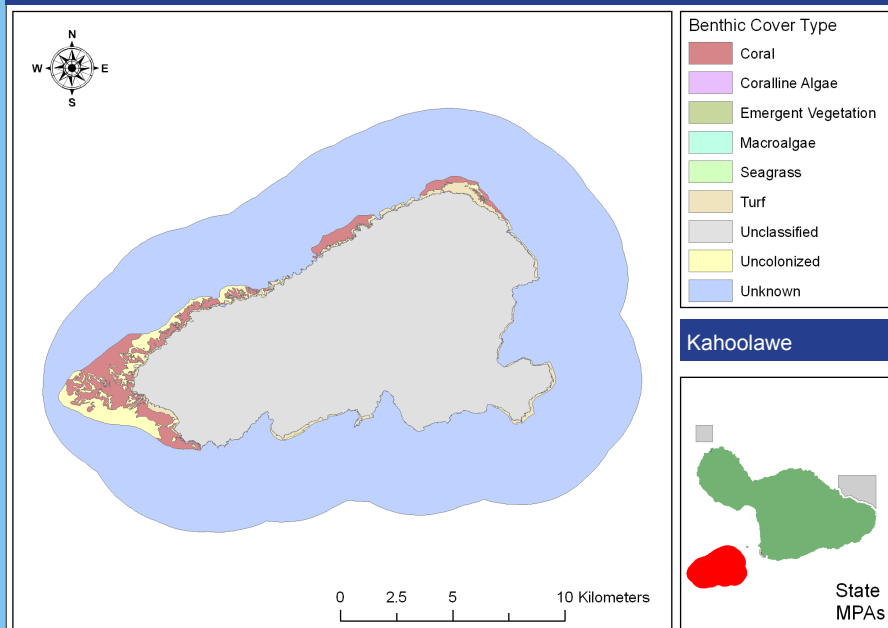 N
W E
S
Benthic Cover Type
Coral
Coralline Algae
Emergent Vegetation
Macroalgae
Seagrass
Turf
Unclassified
Uncolonized
Unknown
Kahoolawe
0 2.5 5 10 Kilometers
State
MPAs